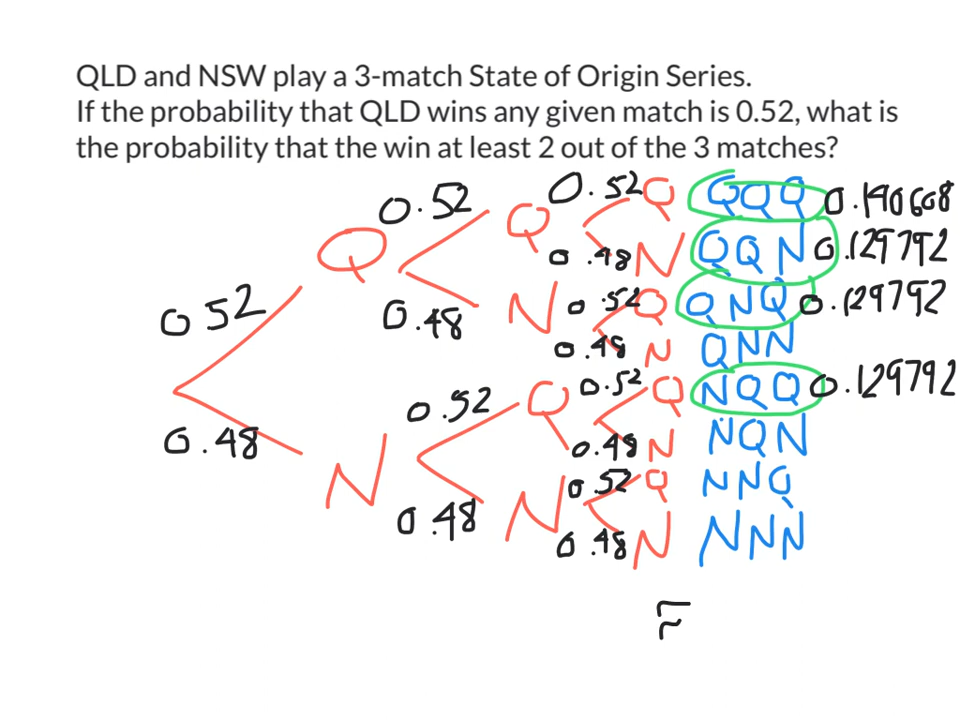 QLD and NSW play a 3-match State of Origin Series.
If the probability that QLD wins any given match is 0.52, what is
the probability that the win at least 2 out of the 3 matches?
0.52 0.52 Q QQQ 0.140608
0.52 Q Q 0.48 N QQN 0.129792
0.48 N 0.52 Q QNQ 0.129792
0.48 N QNN
0.52 Q 0.52 Q NQQ 0.129792
0.48 N 0.48 N NQN
0.48 N 0.52 Q NNQ
0.48 N NNN